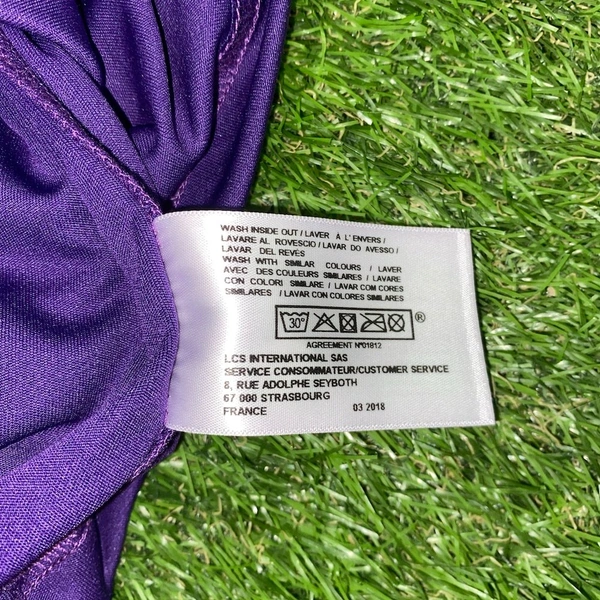 WASH INSIDE OUT / LAVER À L' ENVERS /
LAVARE AL ROVESCIO / LAVAR DO AVESSO /
LAVAR DEL REVÉS
WASH WITH SIMILAR COLOURS / LAVER
AVEC DES COULEURS SIMILAIRES / LAVARE
CON COLORI SIMILARE / LAVAR COM CORES
SIMILARES / LAVAR CON COLORES SIMILARES
30° ®
AGREEMENT Nº01812
LCS INTERNATIONAL SAS
SERVICE CONSOMMATEUR/CUSTOMER SERVICE
8, RUE ADOLPHE SEYBOTH
67 000 STRASBOURG
FRANCE 03 2018